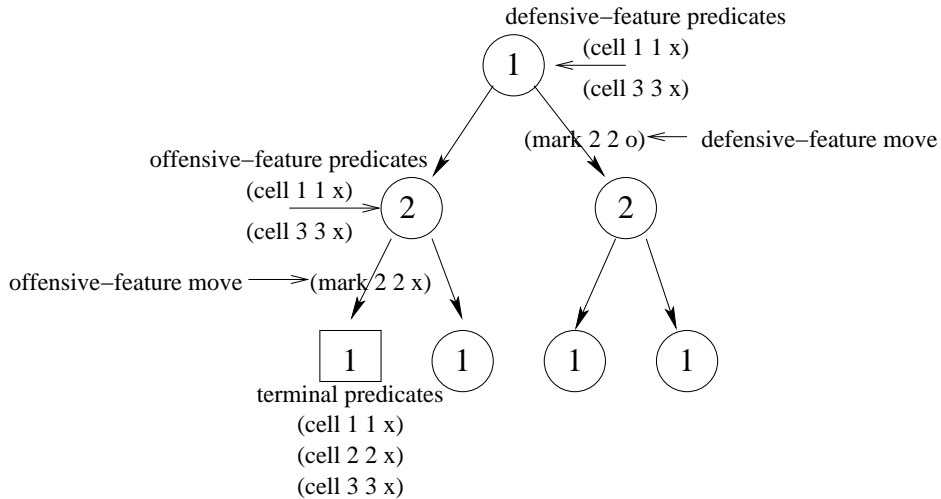 defensive−feature predicates
(cell 1 1 x)
1
(cell 3 3 x)
(mark 2 2 o)
defensive−feature move
offensive−feature predicates
(cell 1 1 x)
2
2
(cell 3 3 x)
offensive−feature move
(mark 2 2 x)
1
1
1
1
terminal predicates
(cell 1 1 x)
(cell 2 2 x)
(cell 3 3 x)